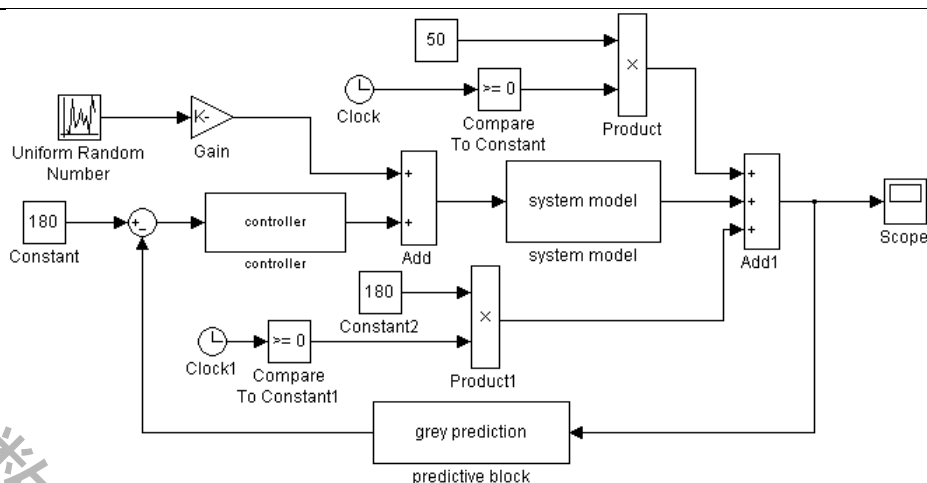 50
×
Clock
>= 0
Compare
To Constant
Product
Uniform Random
Number
K-
Gain
+
+
Add
system model
system model
+
+
+
Add1
Scope
180
Constant
+
−
controller
controller
180
Constant2
×
Product1
Clock1
>= 0
Compare
To Constant1
grey prediction
predictive block
数